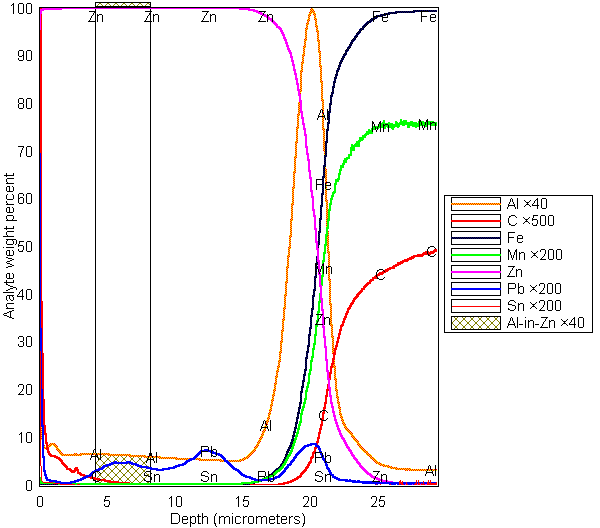 100
Zn Zn Zn Zn Fe Fe
90
80
Al
Mn Mn
70
Fe
60
Analyte weight percent
50
C
Mn
C
40
Zn
30
20
C
Al
10
Al Al Pb Pb Al
Sn Sn Pb Sn Zn
0
0 5 10 15 20 25
Depth (micrometers)
Al ×40
C ×500
Fe
Mn ×200
Zn
Pb ×200
Sn ×200
Al-in-Zn ×40